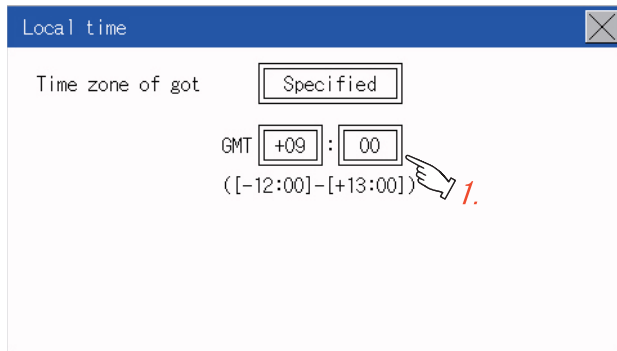 Local time
Time zone of got Specified
GMT +09 : 00
([-12:00]-[+13:00])
1.